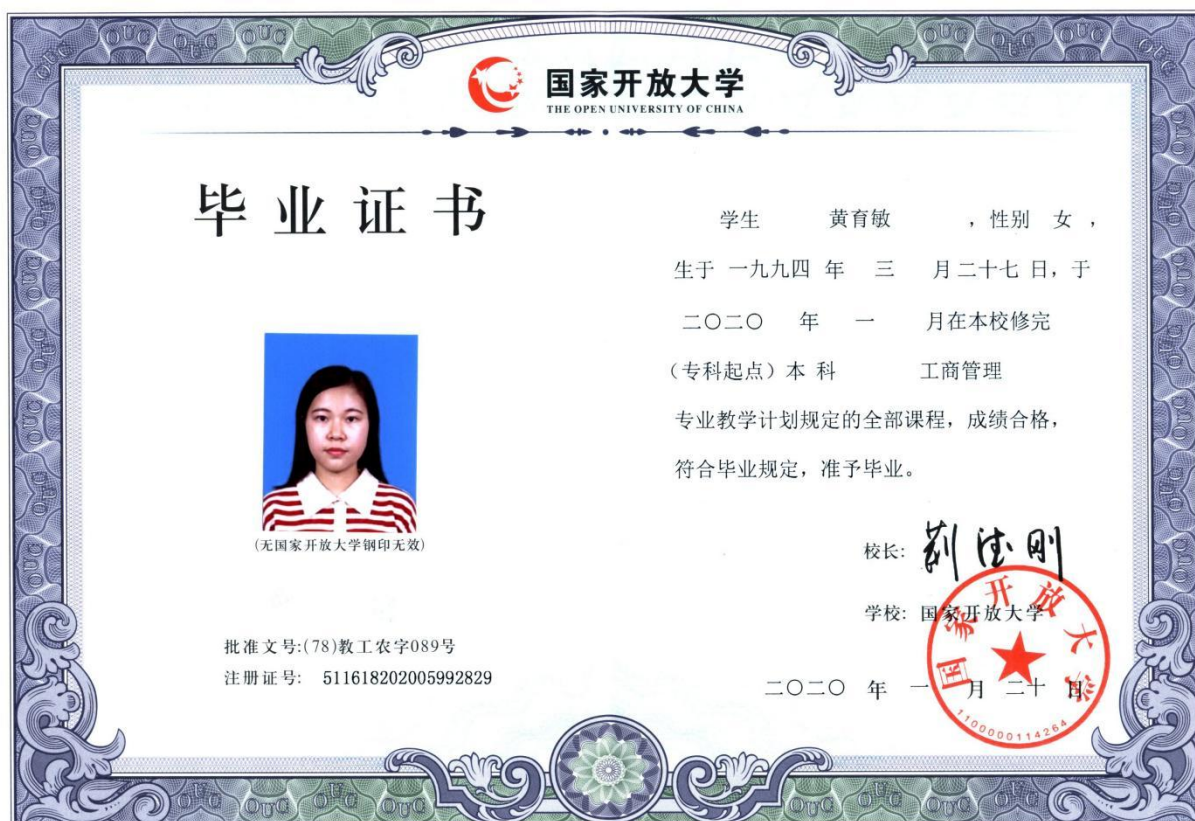 国家开放大学
THE OPEN UNIVERSITY OF CHINA
毕业证书
学生 黄育敏 ，性别 女 ，
生于 一九九四 年 三 月 二十七 日，于
二〇二〇 年 一 月在本校修完
（专科起点）本 科 工商管理
专业教学计划规定的全部课程，成绩合格，
符合毕业规定，准予毕业。
(无国家开放大学钢印无效)
校长:
学校: 国家开放大学
批准文号:(78)教工农字089号
注册证号: 511618202005992829
二〇二〇 年 一 月 二十 日
国家开放大学
1100000114264